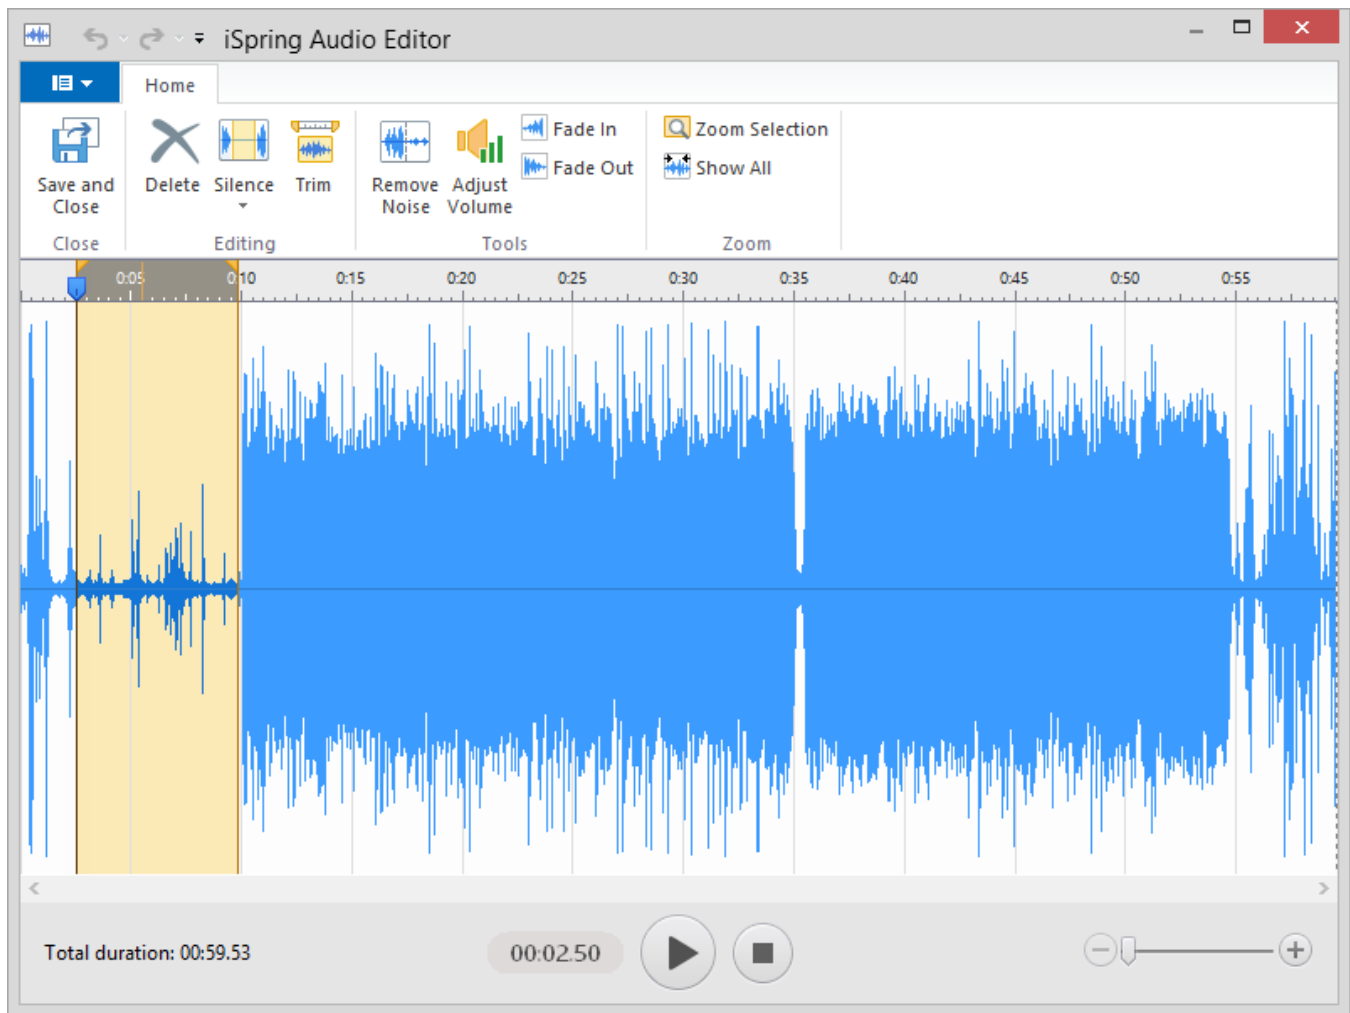 iSpring Audio Editor
Home
Save and Close
Delete
Silence
Trim
Remove Noise
Adjust Volume
Fade In
Fade Out
Zoom Selection
Show All
Close
Editing
Tools
Zoom
0:05 0:10 0:15 0:20 0:25 0:30 0:35 0:40 0:45 0:50 0:55
Total duration: 00:59.53
00:02.50